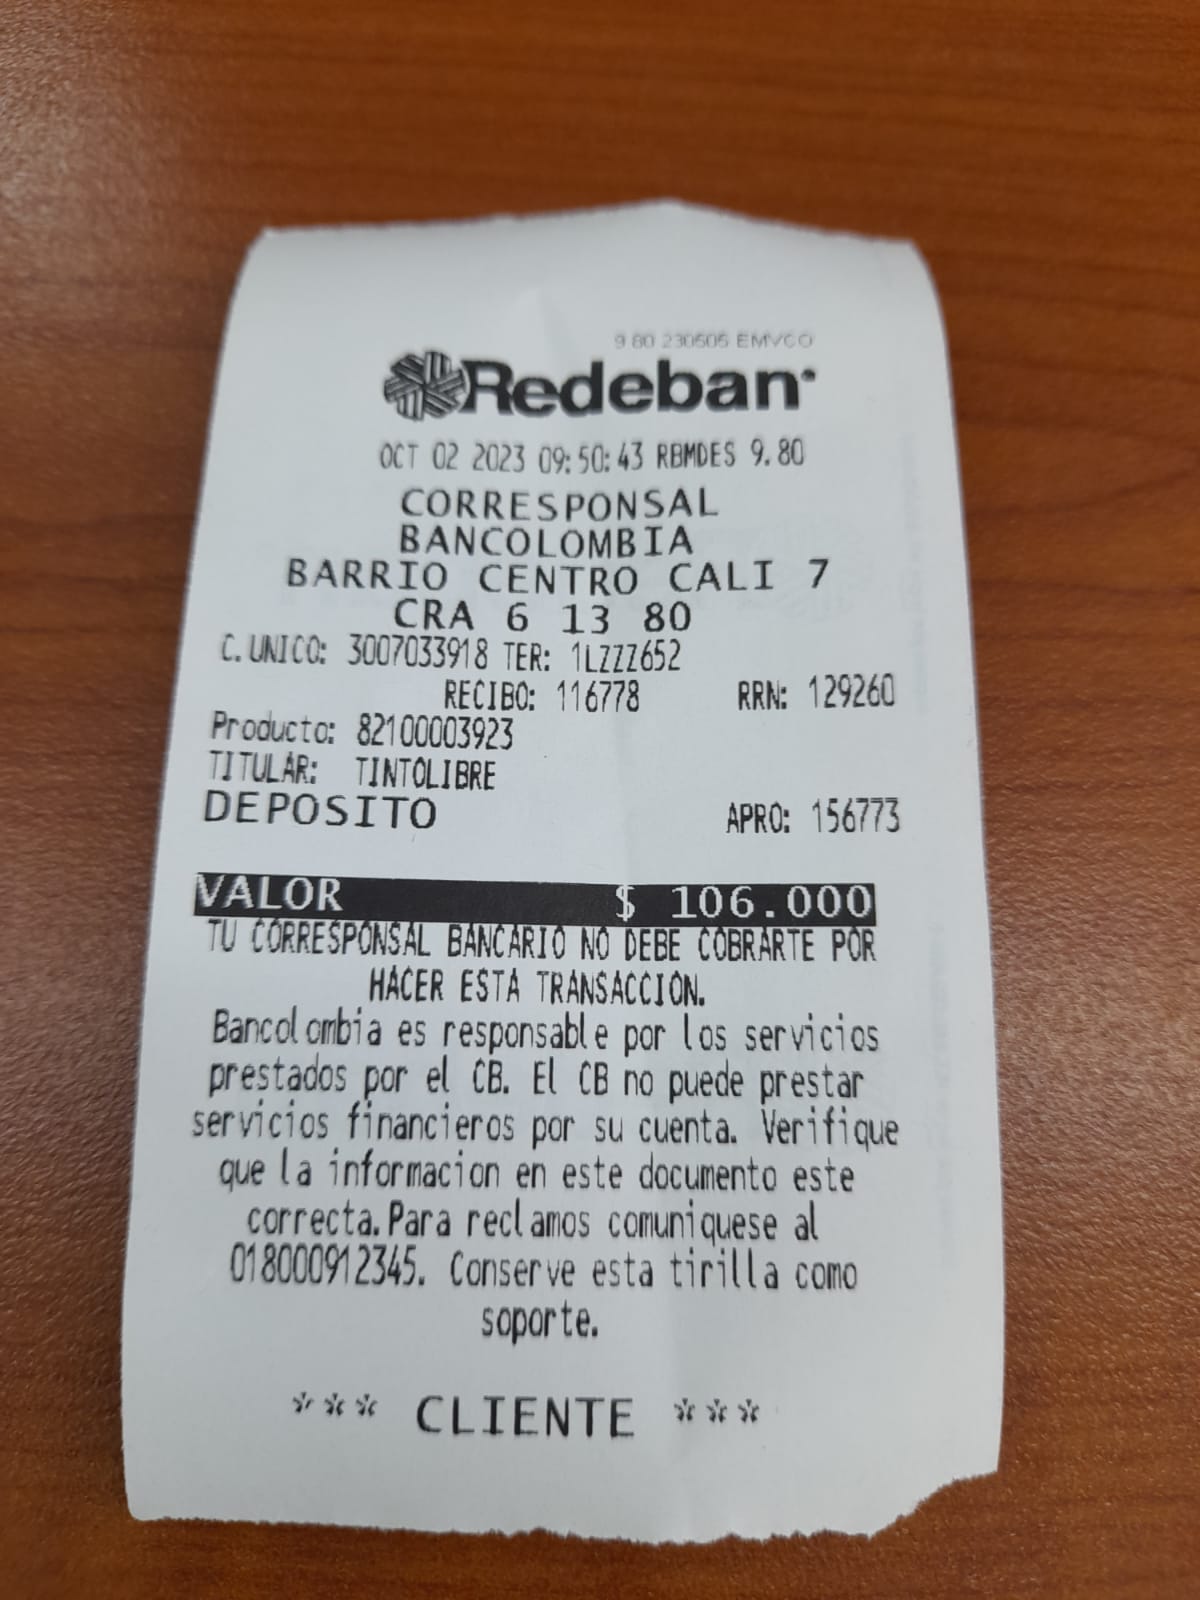 9 80 230505 EMVCO
Redeban
OCT 02 2023 09:50:43 RBMDES 9.80
CORRESPONSAL
BANCOLOMBIA
BARRIO CENTRO CALI 7
CRA 6 13 80
C. UNICO: 3007033918 TER: 1LZZZ652
RECIBO: 116778 RRN: 129260
Producto: 82100003923
TITULAR: TINTOLIBRE
DEPOSITO APRO: 156773
VALOR $ 106.000
TU CORRESPONSAL BANCARIO NO DEBE COBRARTE POR
HACER ESTA TRANSACCION.
Bancolombia es responsable por los servicios
prestados por el CB. El CB no puede prestar
servicios financieros por su cuenta. Verifique
que la informacion en este documento este
correcta.Para reclamos comuniquese al
018000912345. Conserve esta tirilla como
soporte.
*** CLIENTE ***